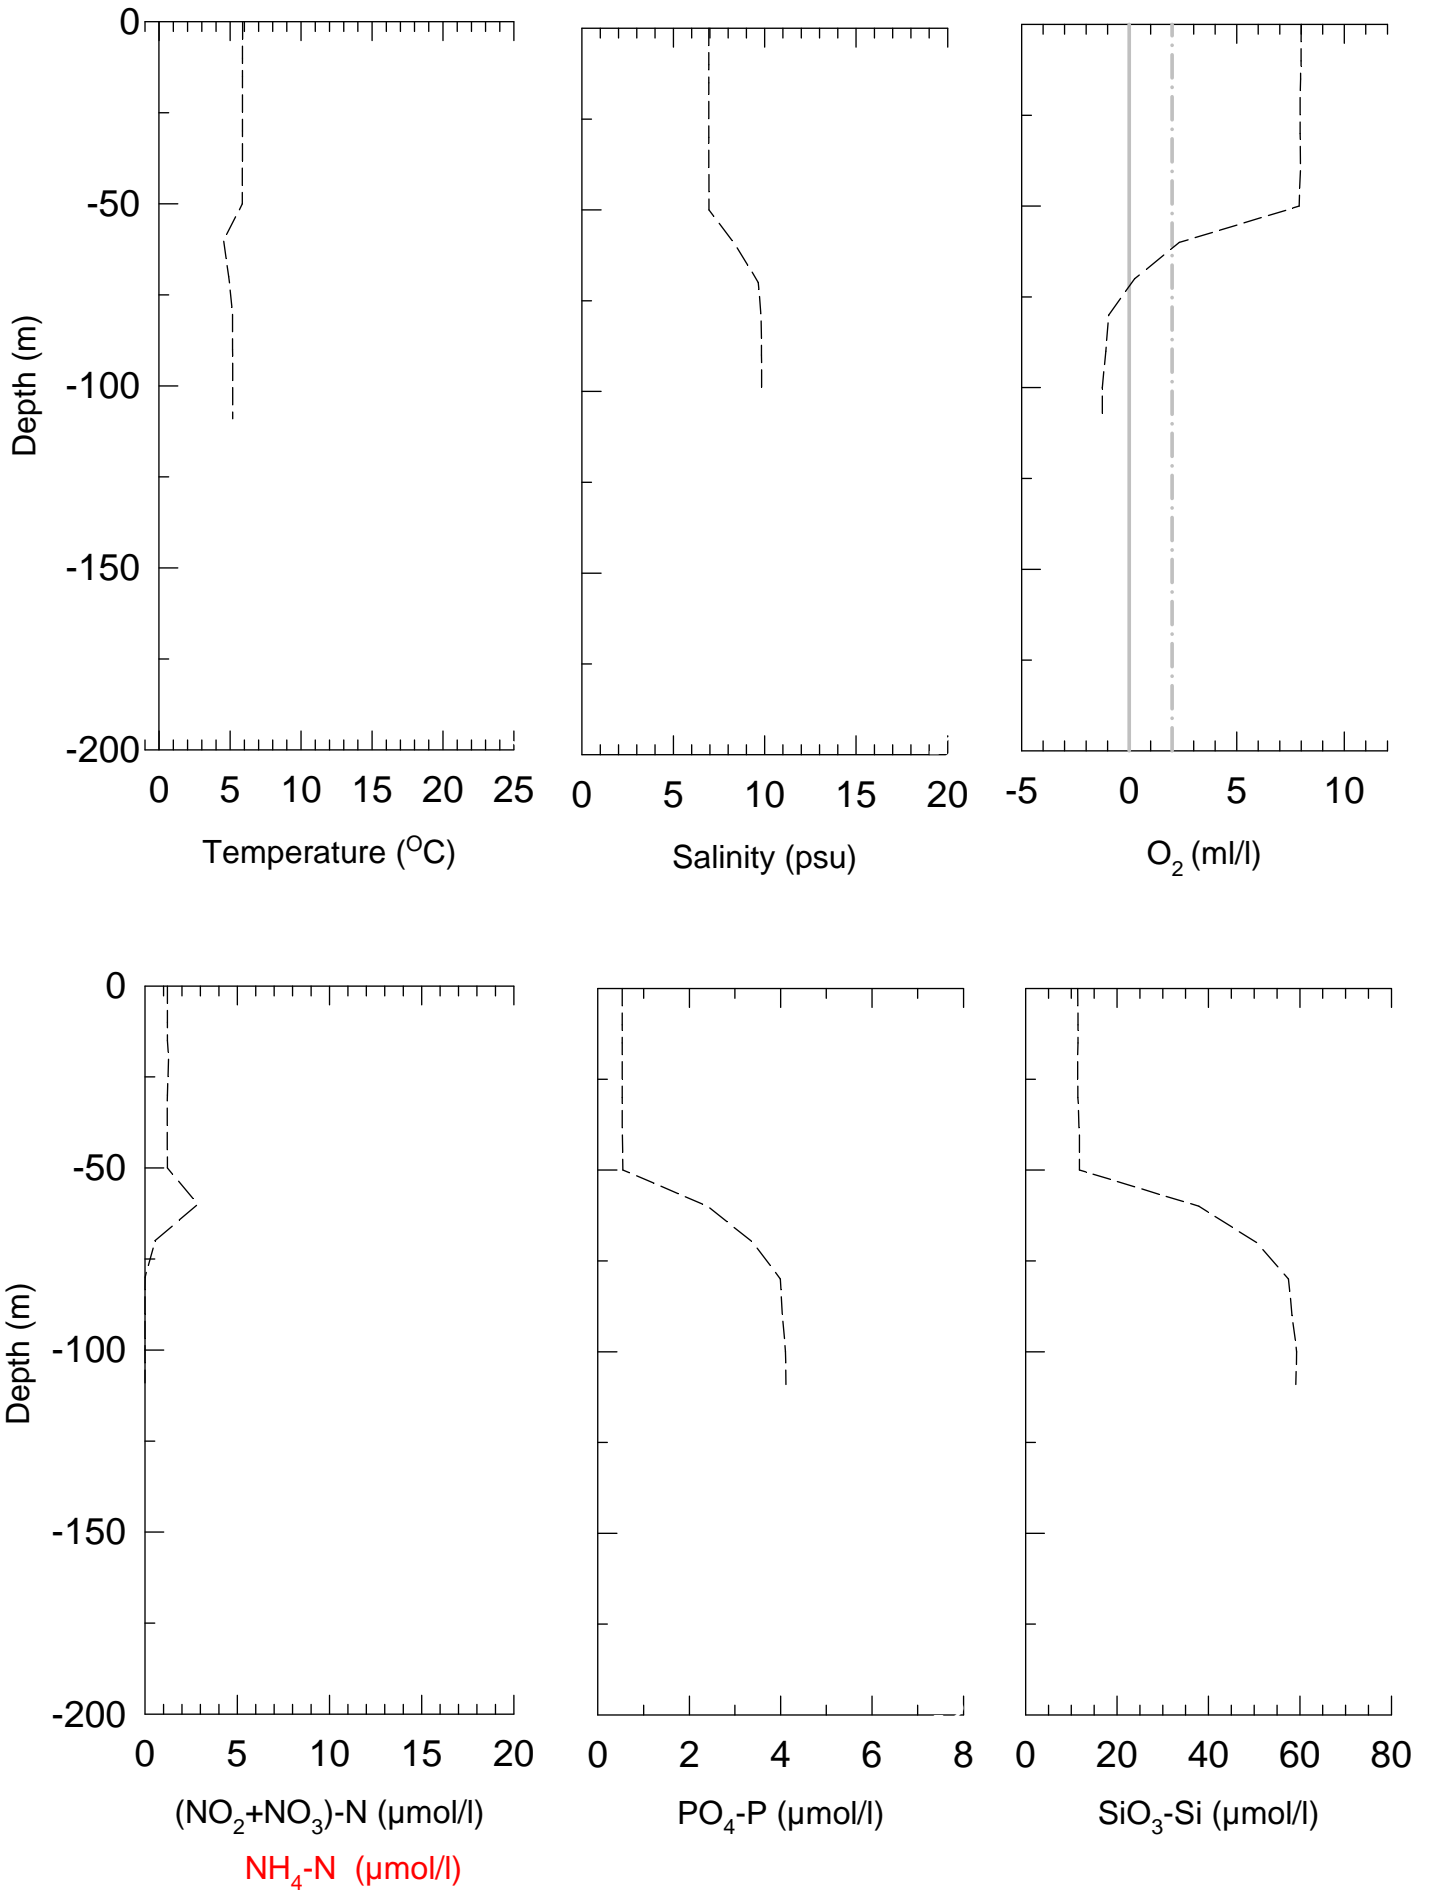 0
-50
-100
-150
-200
Depth (m)
0 5 10 15 20 25
Temperature (OC)
0 5 10 15 20
Salinity (psu)
-5 0 5 10
O2 (ml/l)
0
-50
-100
-150
-200
Depth (m)
0 5 10 15 20
(NO2+NO3)-N (µmol/l)
NH4-N (µmol/l)
0 2 4 6 8
PO4-P (µmol/l)
0 20 40 60 80
SiO3-Si (µmol/l)